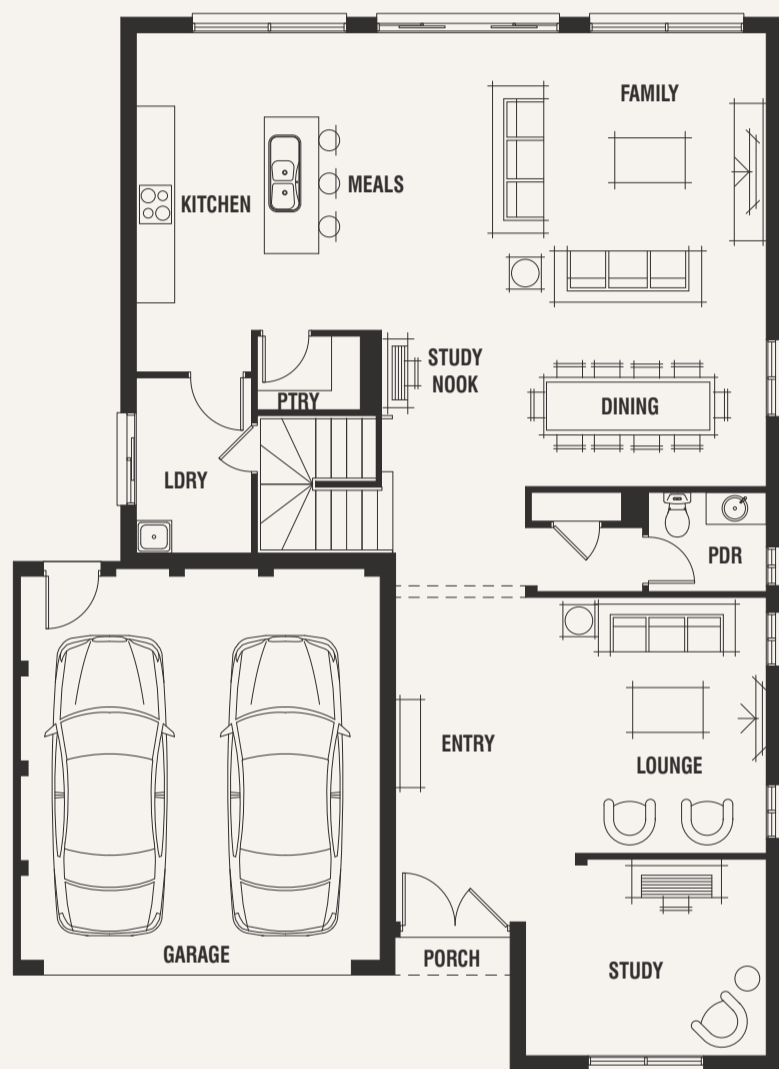 FAMILY
KITCHEN
MEALS
STUDY
NOOK
PTRY
DINING
LDRY
PDR
ENTRY
LOUNGE
GARAGE
PORCH
STUDY